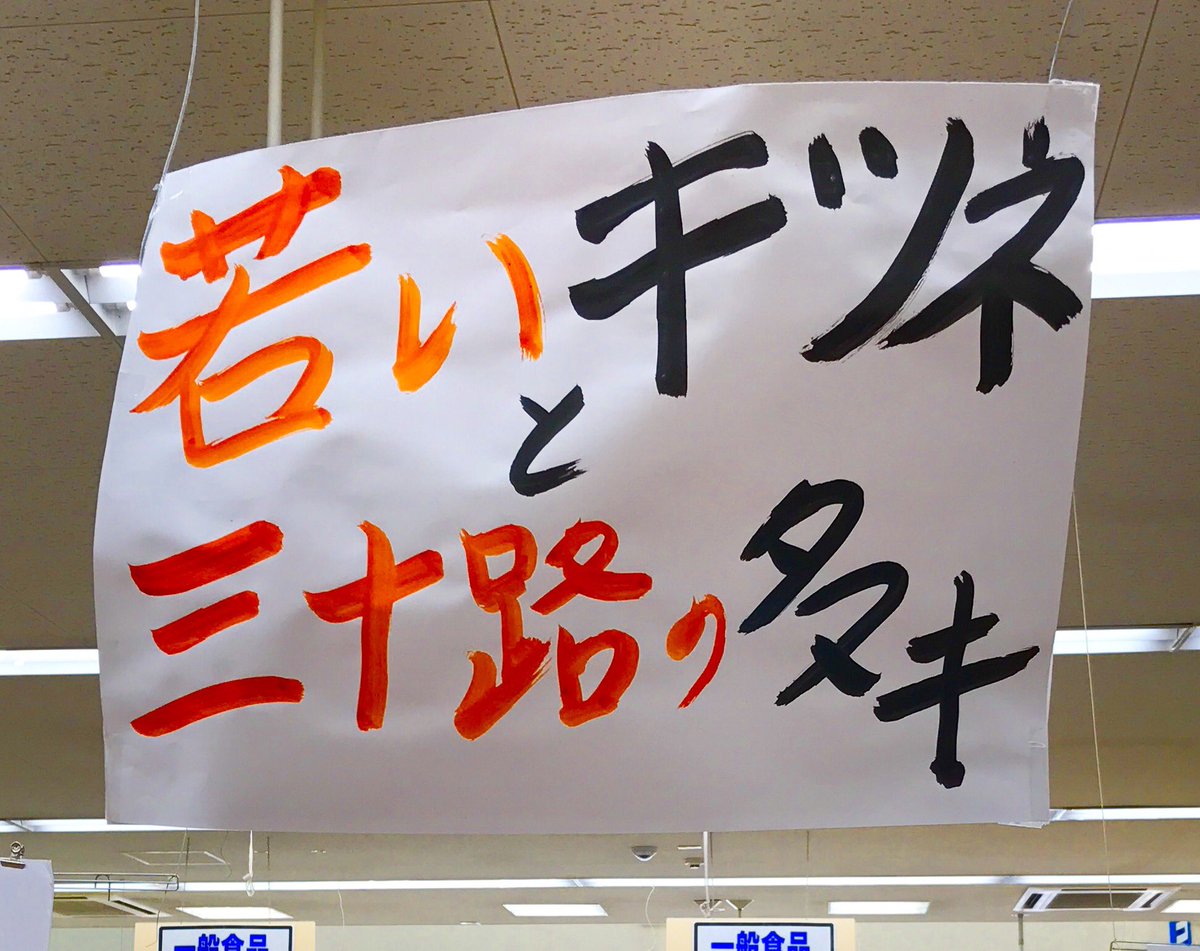 若いキツネ
と
三十路のタヌキ
一般食品
一般食品